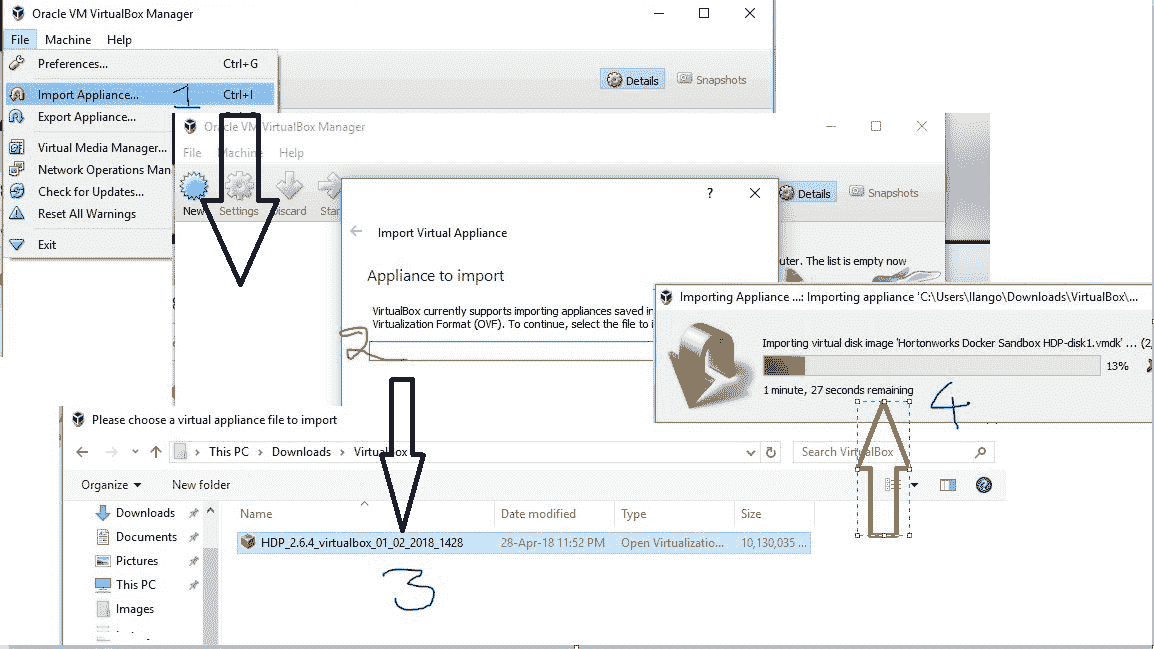 Oracle VM VirtualBox Manager
File Machine Help
Preferences... Ctrl+G
Import Appliance... 1 Ctrl+I
Export Appliance...
Virtual Media Manager...
Network Operations Man
Check for Updates...
Reset All Warnings
Exit
Details Snapshots
Oracle VM VirtualBox Manager
File Machine Help
New Settings Discard Star
Details Snapshots
uter. The list is empty now
? 
Import Virtual Appliance
Appliance to import
VirtualBox currently supports importing appliances saved in
Virtualization Format (OVF). To continue, select the file to i
2
Importing Appliance ...: Importing appliance 'C:\Users\Ilango\Downloads\VirtualBox\...
Importing virtual disk image 'Hortonworks Docker Sandbox HDP-disk1.vmdk' ... (2,
13%
1 minute, 27 seconds remaining
4
Please choose a virtual appliance file to import
This PC > Downloads > VirtualBox
Search VirtualBox
Organize New folder
Downloads
Documents
Pictures
This PC
Images
Name Date modified Type Size
HDP_2.6.4_virtualbox_01_02_2018_1428 28-Apr-18 11:52 PM Open Virtualizatio... 10,130,035 ...
3